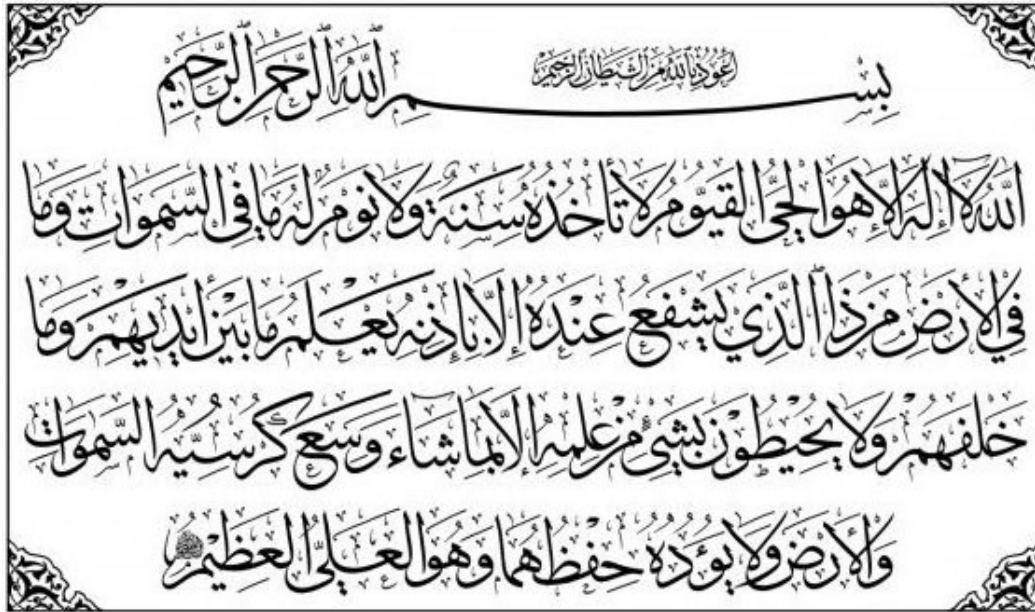 أعوذ بالله من الشيطان الرجيم
بسم الله الرحمن الرحيم
الله لا إله إلا هو الحي القيوم لا تأخذه سنة ولا نوم له ما في السموات وما
في الأرض من ذا الذي يشفع عنده إلا بإذنه يعلم ما بين أيديهم وما
خلفهم ولا يحيطون بشيء من علمه إلا بما شاء وسع كرسيه السموات
والأرض ولا يؤده حفظهما وهو العلي العظيم